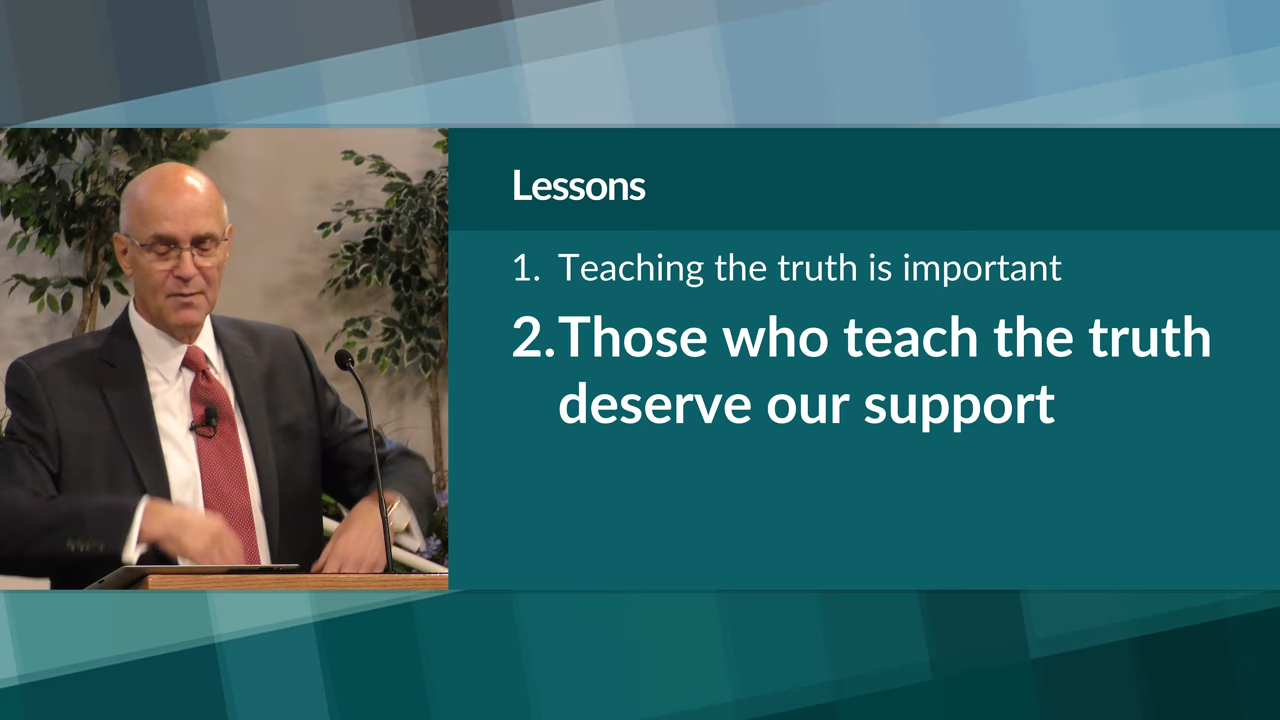 Lessons
1. Teaching the truth is important
2.Those who teach the truth
deserve our support